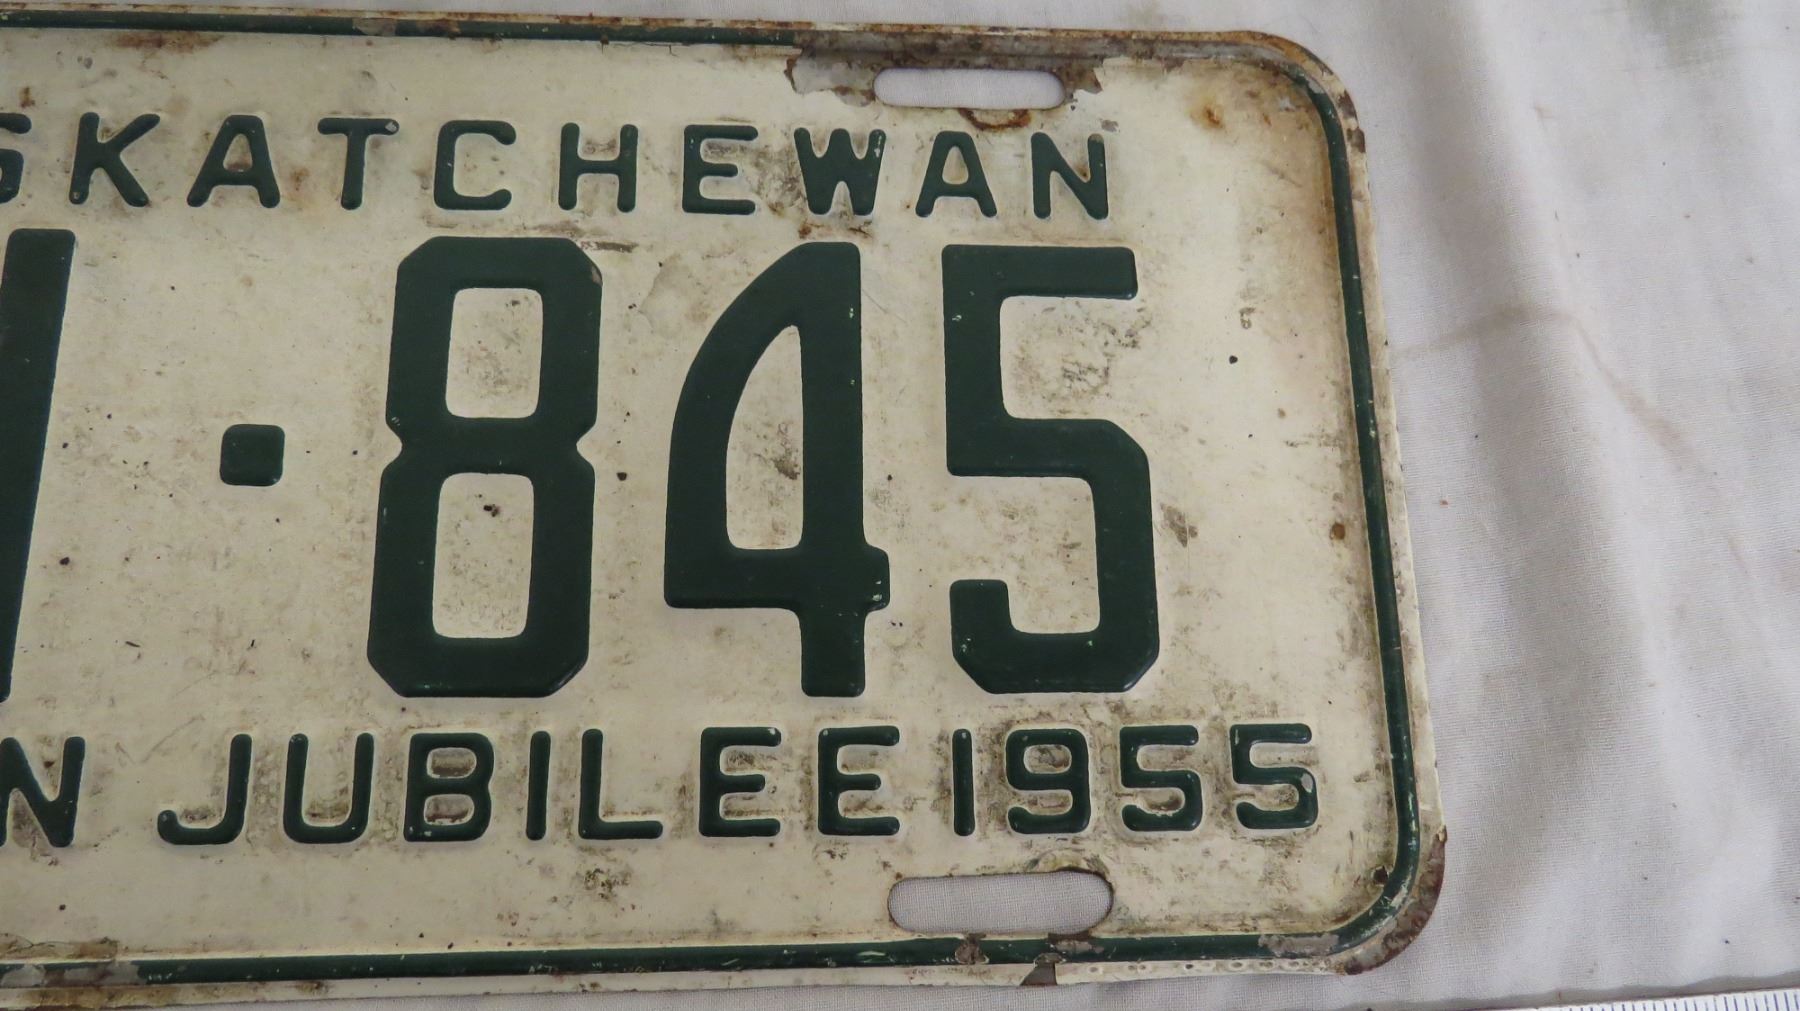 SKATCHEWAN
·845
N JUBILEE 1955